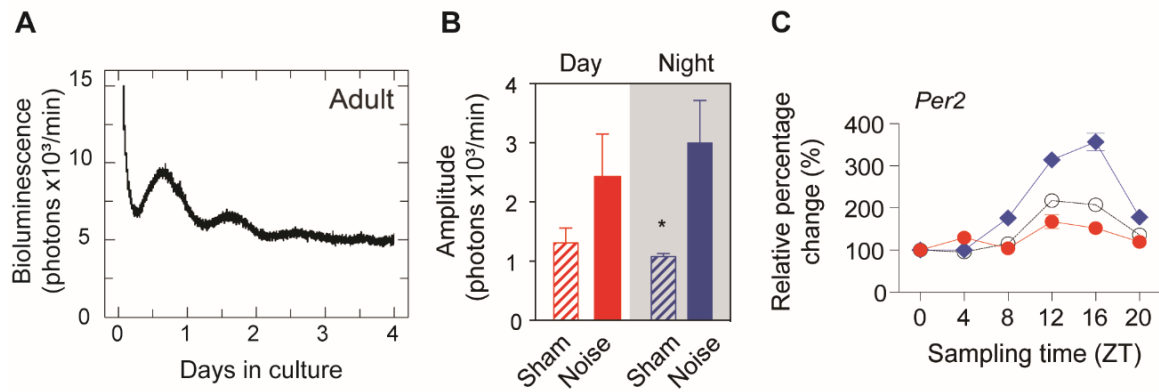 A
Bioluminescence
(photons x10³/min)
15
10
5
0
Adult
0 1 2 3 4
Days in culture
B
Day Night
Amplitude
(photons x10³/min)
4
3
2
1
0
*
Sham
Noise
Sham
Noise
C
Per2
Relative percentage
change (%)
400
300
200
100
0
0 4 8 12 16 20
Sampling time (ZT)